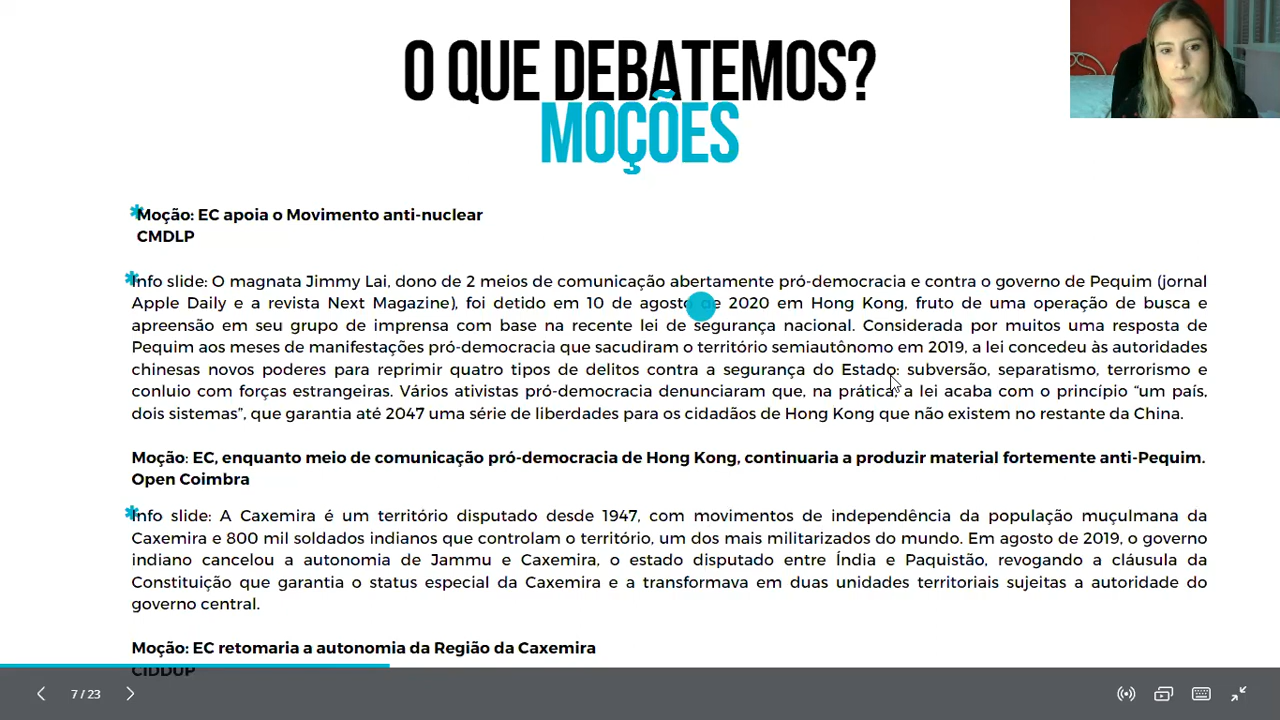 O QUE DEBATEMOS?
MOÇÕES
Moção: EC apoia o Movimento anti-nuclear
CMDLP
Info slide: O magnata Jimmy Lai, dono de 2 meios de comunicação abertamente pró-democracia e contra o governo de Pequim (jornal
Apple Daily e a revista Next Magazine), foi detido em 10 de agosto de 2020 em Hong Kong, fruto de uma operação de busca e
apreensão em seu grupo de imprensa com base na recente lei de segurança nacional. Considerada por muitos uma resposta de
Pequim aos meses de manifestações pró-democracia que sacudiram o território semiautônomo em 2019, a lei concedeu às autoridades
chinesas novos poderes para reprimir quatro tipos de delitos contra a segurança do Estado: subversão, separatismo, terrorismo e
conluio com forças estrangeiras. Vários ativistas pró-democracia denunciaram que, na prática, a lei acaba com o princípio “um país,
dois sistemas”, que garantia até 2047 uma série de liberdades para os cidadãos de Hong Kong que não existem no restante da China.
Moção: EC, enquanto meio de comunicação pró-democracia de Hong Kong, continuaria a produzir material fortemente anti-Pequim.
Open Coimbra
Info slide: A Caxemira é um território disputado desde 1947, com movimentos de independência da população muçulmana da
Caxemira e 800 mil soldados indianos que controlam o território, um dos mais militarizados do mundo. Em agosto de 2019, o governo
indiano cancelou a autonomia de Jammu e Caxemira, o estado disputado entre Índia e Paquistão, revogando a cláusula da
Constituição que garantia o status especial da Caxemira e a transformava em duas unidades territoriais sujeitas a autoridade do
governo central.
Moção: EC retomaria a autonomia da Região da Caxemira
CIDDUP
7 / 23